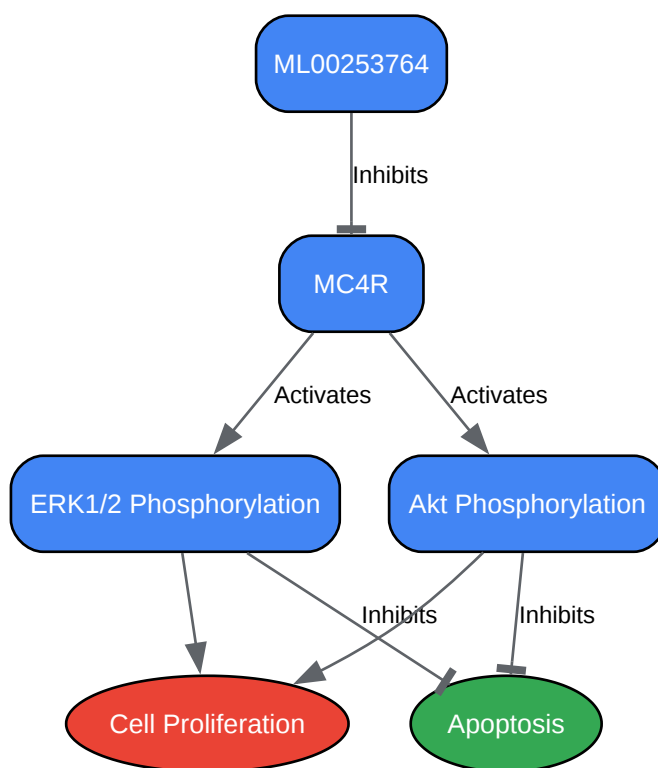 ML00253764
Inhibits
MC4R
Activates
Activates
ERK1/2 Phosphorylation
Akt Phosphorylation
Inhibits
Inhibits
Cell Proliferation
Apoptosis